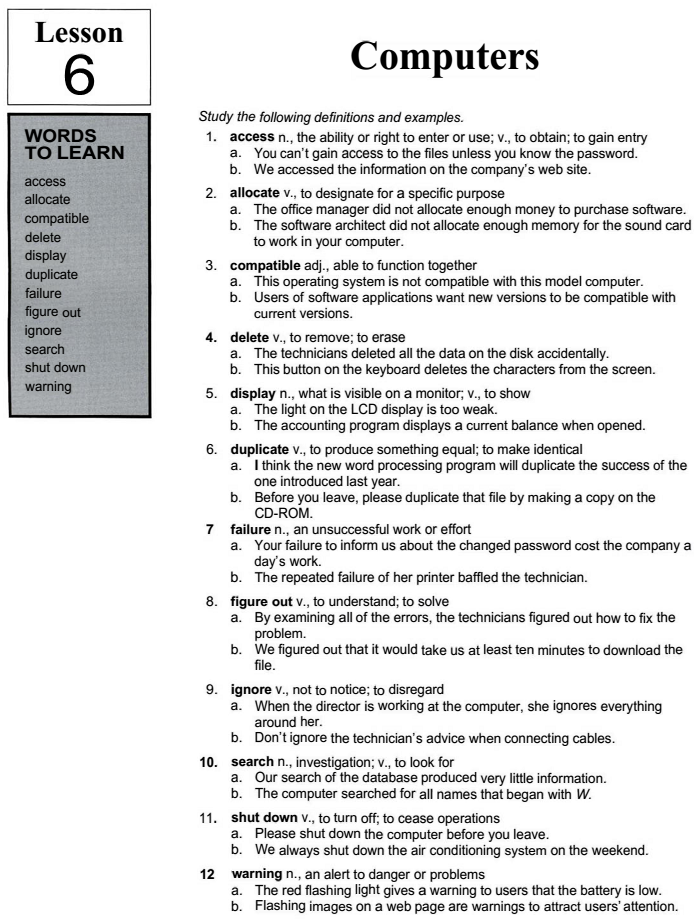 Lesson
6
Computers
WORDS
TO LEARN
access
allocate
compatible
delete
display
duplicate
failure
figure out
ignore
search
shut down
warning
Study the following definitions and examples.
1. access n., the ability or right to enter or use; v., to obtain; to gain entry
a. You can't gain access to the files unless you know the password.
b. We accessed the information on the company's web site.
2. allocate v., to designate for a specific purpose
a. The office manager did not allocate enough money to purchase software.
b. The software architect did not allocate enough memory for the sound card
to work in your computer.
3. compatible adj., able to function together
a. This operating system is not compatible with this model computer.
b. Users of software applications want new versions to be compatible with
current versions.
4. delete v., to remove; to erase
a. The technicians deleted all the data on the disk accidentally.
b. This button on the keyboard deletes the characters from the screen.
5. display n., what is visible on a monitor; v., to show
a. The light on the LCD display is too weak.
b. The accounting program displays a current balance when opened.
6. duplicate v., to produce something equal; to make identical
a. I think the new word processing program will duplicate the success of the
one introduced last year.
b. Before you leave, please duplicate that file by making a copy on the
CD-ROM.
7 failure n., an unsuccessful work or effort
a. Your failure to inform us about the changed password cost the company a
day's work.
b. The repeated failure of her printer baffled the technician.
8. figure out v., to understand; to solve
a. By examining all of the errors, the technicians figured out how to fix the
problem.
b. We figured out that it would take us at least ten minutes to download the
file.
9. ignore v., not to notice; to disregard
a. When the director is working at the computer, she ignores everything
around her.
b. Don't ignore the technician's advice when connecting cables.
10. search n., investigation; v., to look for
a. Our search of the database produced very little information.
b. The computer searched for all names that began with W.
11. shut down v., to turn off; to cease operations
a. Please shut down the computer before you leave.
b. We always shut down the air conditioning system on the weekend.
12 warning n., an alert to danger or problems
a. The red flashing light gives a warning to users that the battery is low.
b. Flashing images on a web page are warnings to attract users' attention.